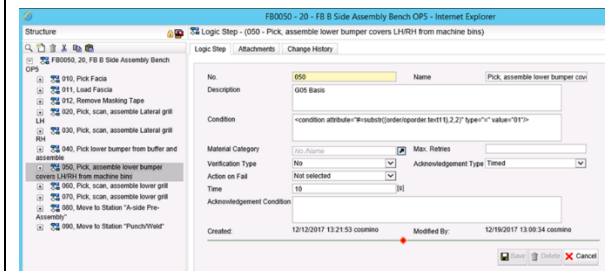 FB0050 - 20 - FB B Side Assembly Bench OP5 - Internet Explorer
Structure
Logic Step - (050 - Pick, assemble lower bumper covers LH/RH from machine bins)
Logic Step Attachments Change History
FB0050, 20, FB B Side Assembly Bench
OP5
010, Pick Facia
011, Load Fascia
012, Remove Masking Tape
020, Pick, scan, assemble Lateral grill
LH
030, Pick, scan, assemble Lateral grill
RH
040, Pick lower bumper from buffer and
assemble
050, Pick, assemble lower bumper
covers LH/RH from machine bins
060, Pick, scan, assemble lower grill
070, Pick, scan, assemble lower grill
080, Move to Station "A-side Pre-
Assembly"
090, Move to Station "Punch/Weld"
No. 050 Name Pick, assemble lower bumper cov
Description G05 Basis
Condition <condition attribute="#=substr({order/oporder.text11},2,2)" type="=" value="01"/>
Material Category No./Name Max. Retries
Verification Type No Acknowledgement Type Timed
Action on Fail Not selected
Time 10 [s]
Acknowledgement Condition
Created: 12/12/2017 13:21:53 cosmino Modified By: 12/19/2017 13:00:34 cosmino
Save Delete Cancel